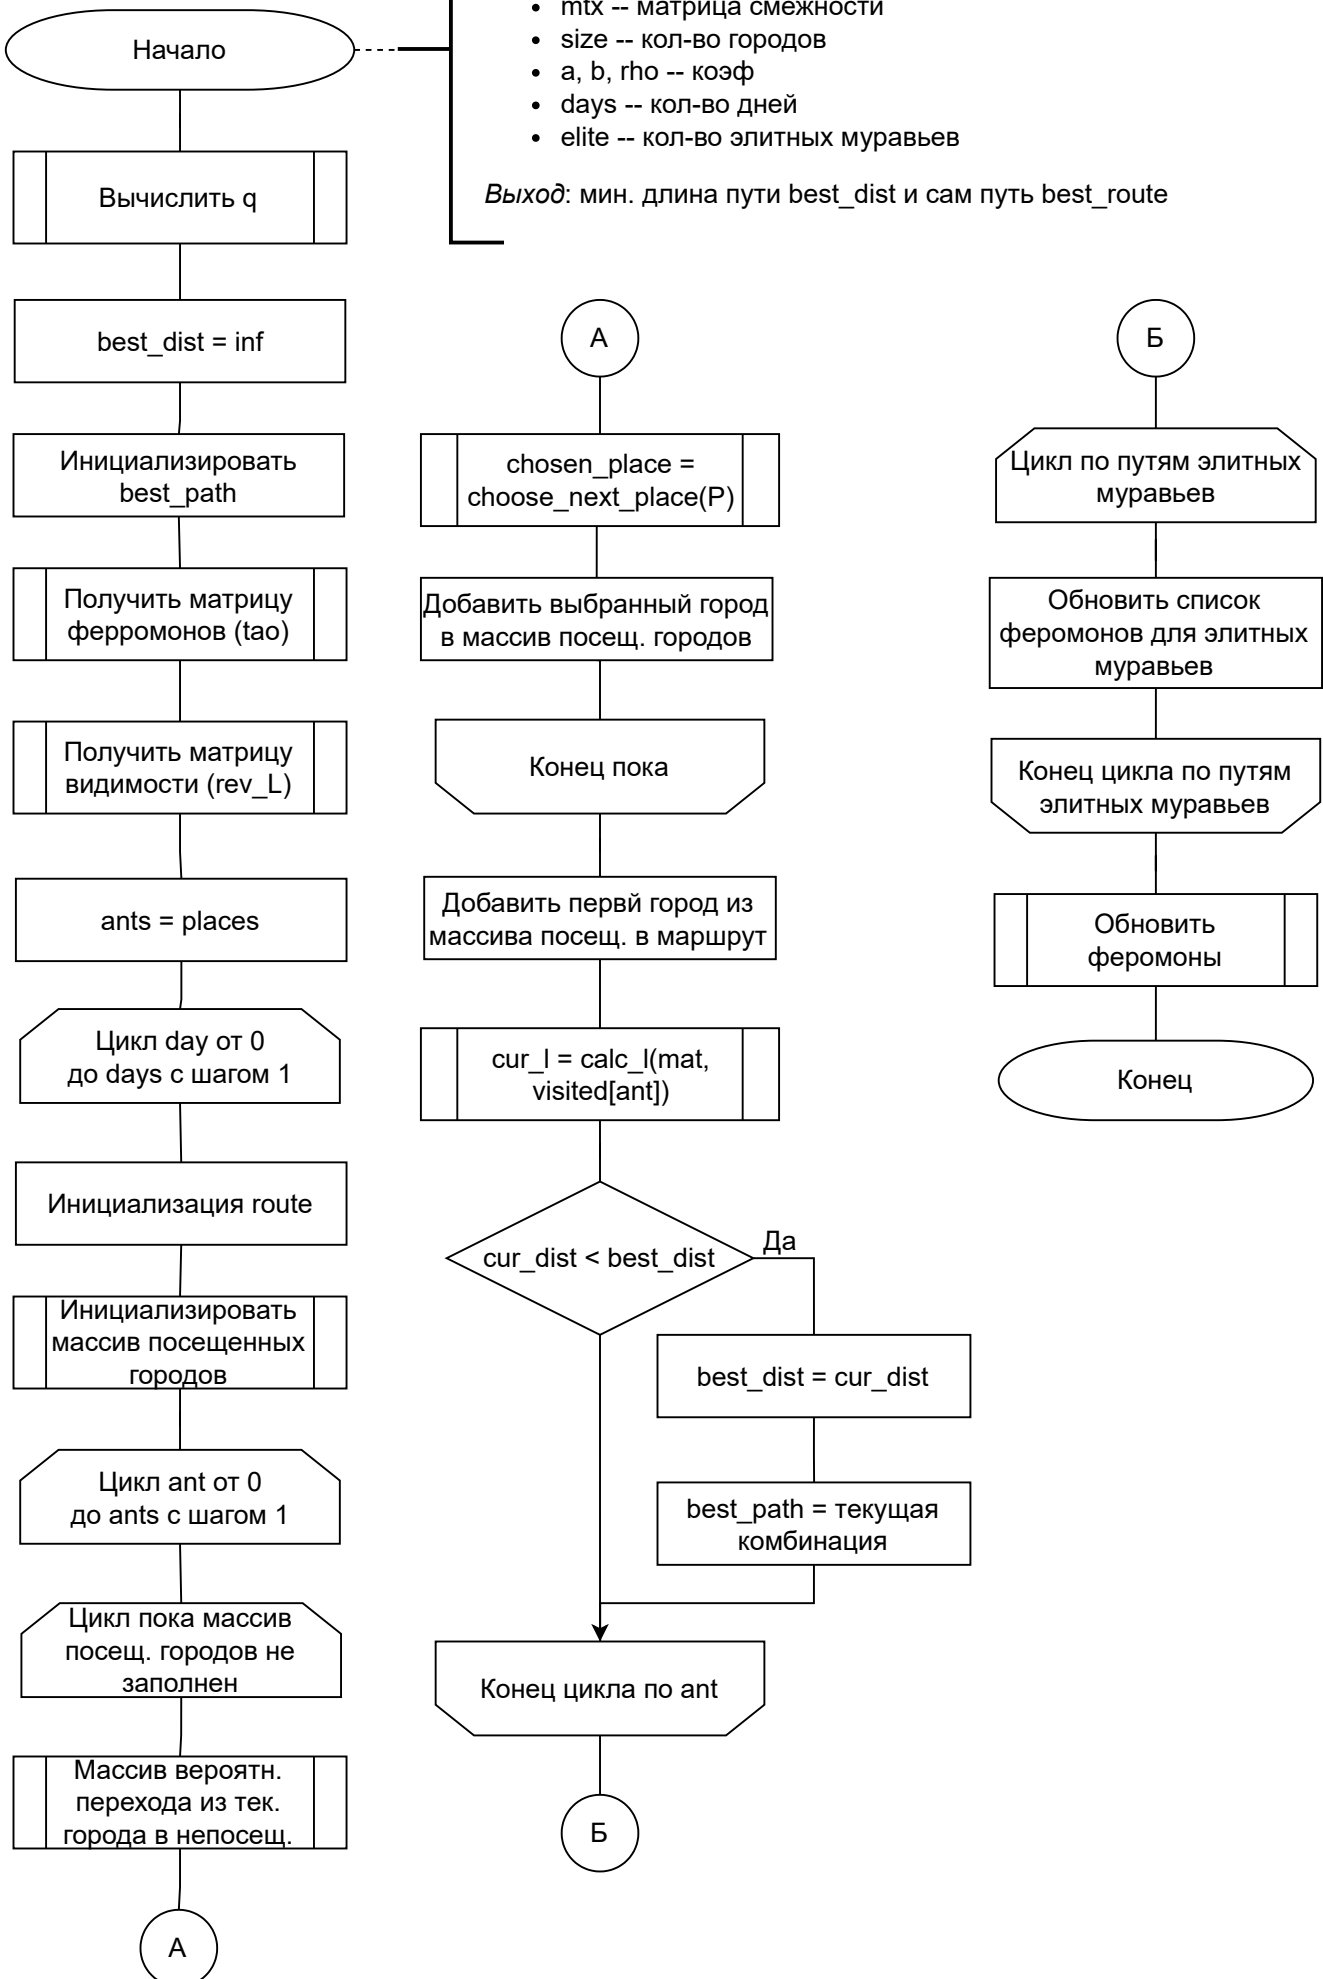 Начало
mtx -- матрица смежности
size -- кол-во городов
a, b, rho -- коэф
days -- кол-во дней
elite -- кол-во элитных муравьев
Выход: мин. длина пути best_dist и сам путь best_route
Вычислить q
best_dist = inf
Инициализировать
best_path
Получить матрицу
ферромонов (tao)
Получить матрицу
видимости (rev_L)
ants = places
Цикл day от 0
до days с шагом 1
Инициализация route
Инициализировать
массив посещенных
городов
Цикл ant от 0
до ants с шагом 1
Цикл пока массив
посещ. городов не
заполнен
Массив вероятн.
перехода из тек.
города в непосещ.
А
А
chosen_place =
choose_next_place(P)
Добавить выбранный город
в массив посещ. городов
Конец пока
Добавить первй город из
массива посещ. в маршрут
cur_l = calc_l(mat,
visited[ant])
cur_dist < best_dist
Да
best_dist = cur_dist
best_path = текущая
комбинация
Конец цикла по ant
Б
Б
Цикл по путям элитных
муравьев
Обновить список
феромонов для элитных
муравьев
Конец цикла по путям
элитных муравьев
Обновить
феромоны
Конец